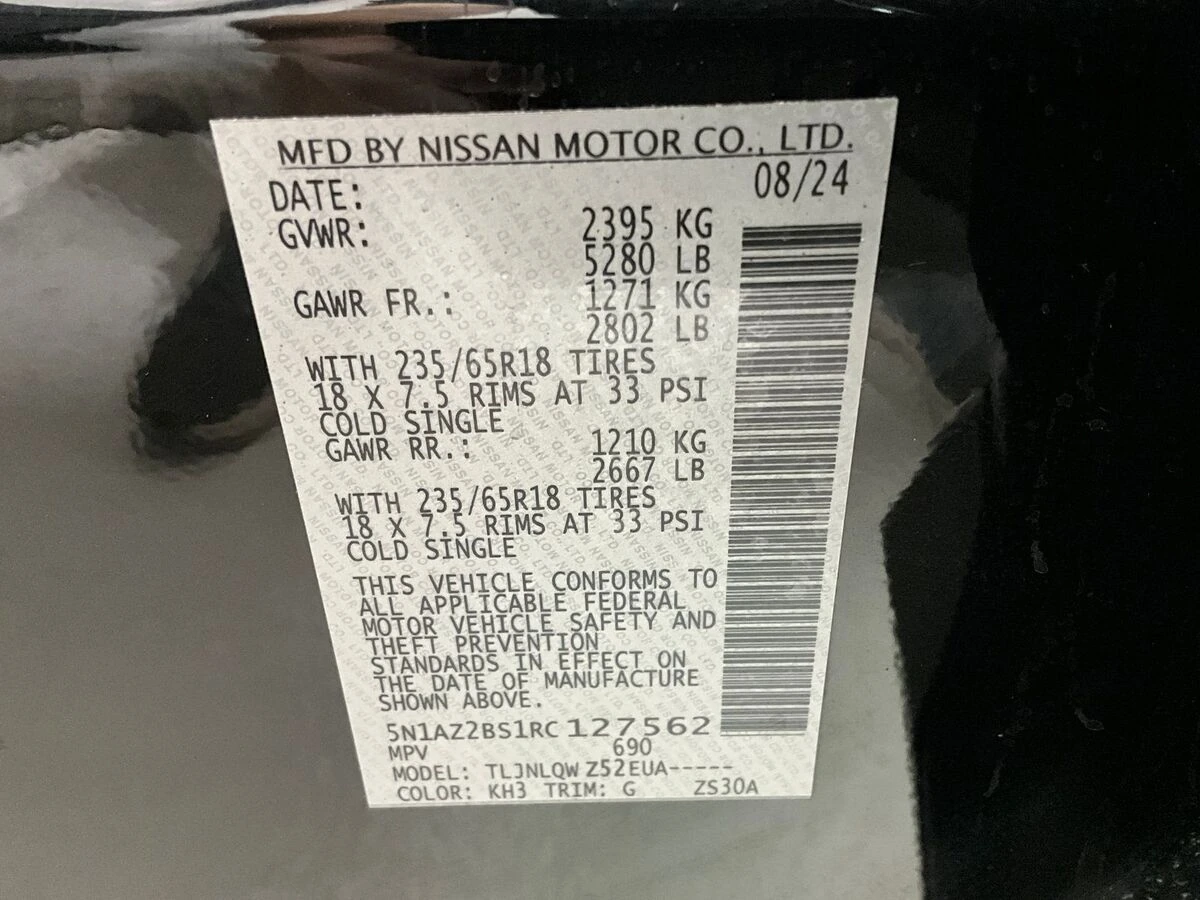 MFD BY NISSAN MOTOR CO., LTD.
DATE: 08/24
GVWR: 2395 KG
5280 LB
GAWR FR.: 1271 KG
2802 LB
WITH 235/65R18 TIRES
18 X 7.5 RIMS AT 33 PSI
COLD SINGLE
GAWR RR.: 1210 KG
2667 LB
WITH 235/65R18 TIRES
18 X 7.5 RIMS AT 33 PSI
COLD SINGLE
THIS VEHICLE CONFORMS TO
ALL APPLICABLE FEDERAL
MOTOR VEHICLE SAFETY AND
THEFT PREVENTION
STANDARDS IN EFFECT ON
THE DATE OF MANUFACTURE
SHOWN ABOVE.
5N1AZ2BS1RC 127562
MPV 690
MODEL: TLJNLQW Z52EUA-----
COLOR: KH3 TRIM: G ZS30A